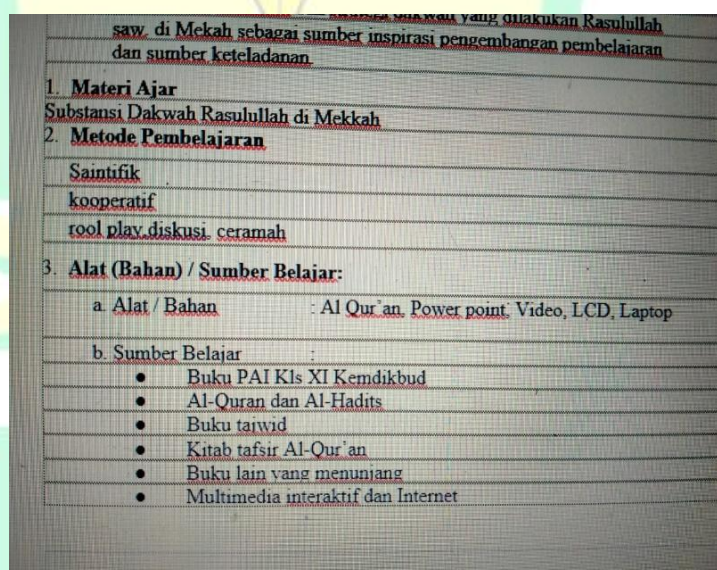 yang dilakukan Rasulullah
saw. di Mekah sebagai sumber inspirasi pengembangan pembelajaran
dan sumber keteladanan
1. Materi Ajar
Substansi Dakwah Rasulullah di Mekkah
2. Metode Pembelajaran
Saintifik
kooperatif
rool play,diskusi, ceramah
3. Alat (Bahan) / Sumber Belajar:
a. Alat / Bahan : Al Qur'an, Power point, Video, LCD, Laptop
b. Sumber Belajar :
• Buku PAI Kls XI Kemdikbud
• Al-Quran dan Al-Hadits
• Buku tajwid
• Kitab tafsir Al-Qur'an
• Buku lain yang menunjang
• Multimedia interaktif dan Internet